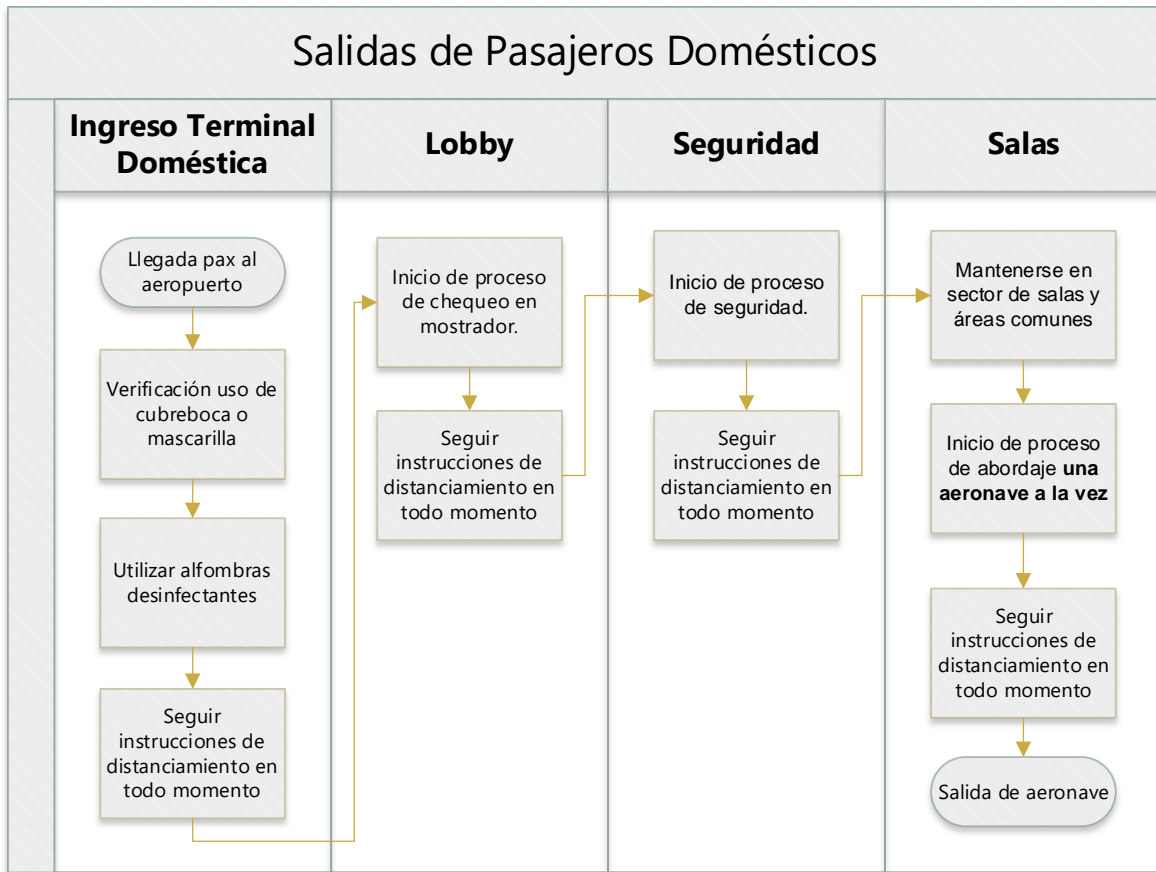 Salidas de Pasajeros Domésticos
Ingreso Terminal
Doméstica
Lobby
Seguridad
Salas
Llegada pax al
aeropuerto
Verificación uso de
cubreboca o
mascarilla
Utilizar alfombras
desinfectantes
Seguir
instrucciones de
distanciamiento en
todo momento
Inicio de proceso
de chequeo en
mostrador.
Seguir
instrucciones de
distanciamiento en
todo momento
Inicio de proceso
de seguridad.
Seguir
instrucciones de
distanciamiento en
todo momento
Mantenerse en
sector de salas y
áreas comunes
Inicio de proceso
de abordaje una
aeronave a la vez
Seguir
instrucciones de
distanciamiento en
todo momento
Salida de aeronave